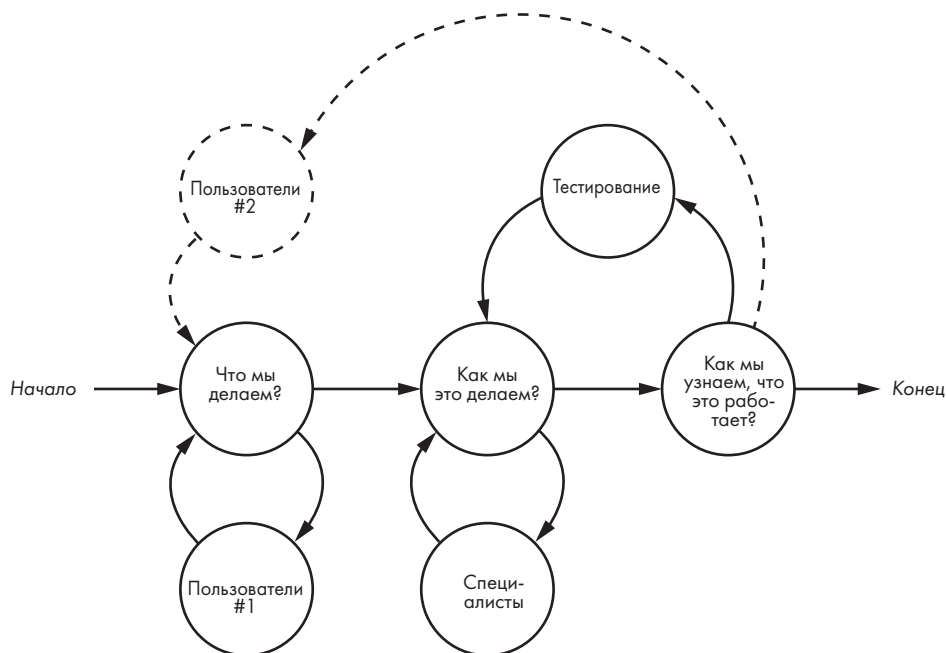 Пользователи
#2
Тестирование
Начало
Что мы
делаем?
Как мы
это делаем?
Как мы
узнаем, что
это рабо-
тает?
Конец
Пользователи
#1
Специ-
алисты